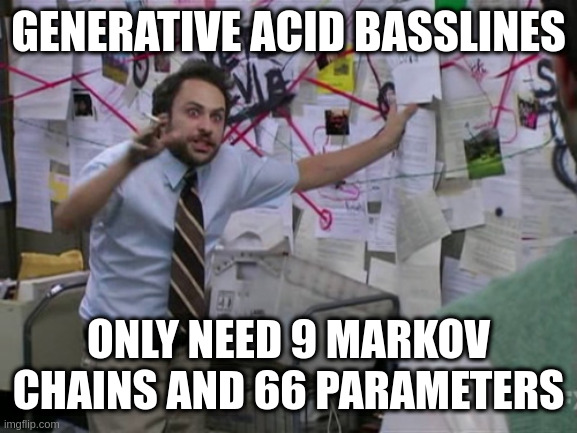 GENERATIVE ACID BASSLINES
ONLY NEED 9 MARKOV
CHAINS AND 66 PARAMETERS
imgflip.com